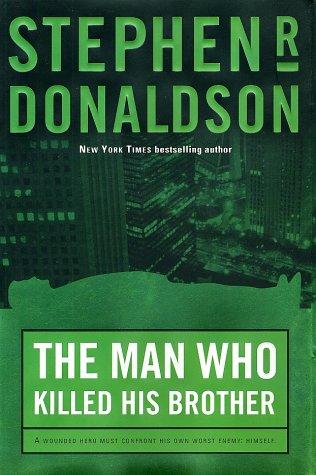 STEPHEN R
DONALDSON
NEW YORK TIMES bestselling author
THE MAN WHO
KILLED HIS BROTHER
A WOUNDED HERO MUST CONFRONT HIS OWN WORST ENEMY: HIMSELF.